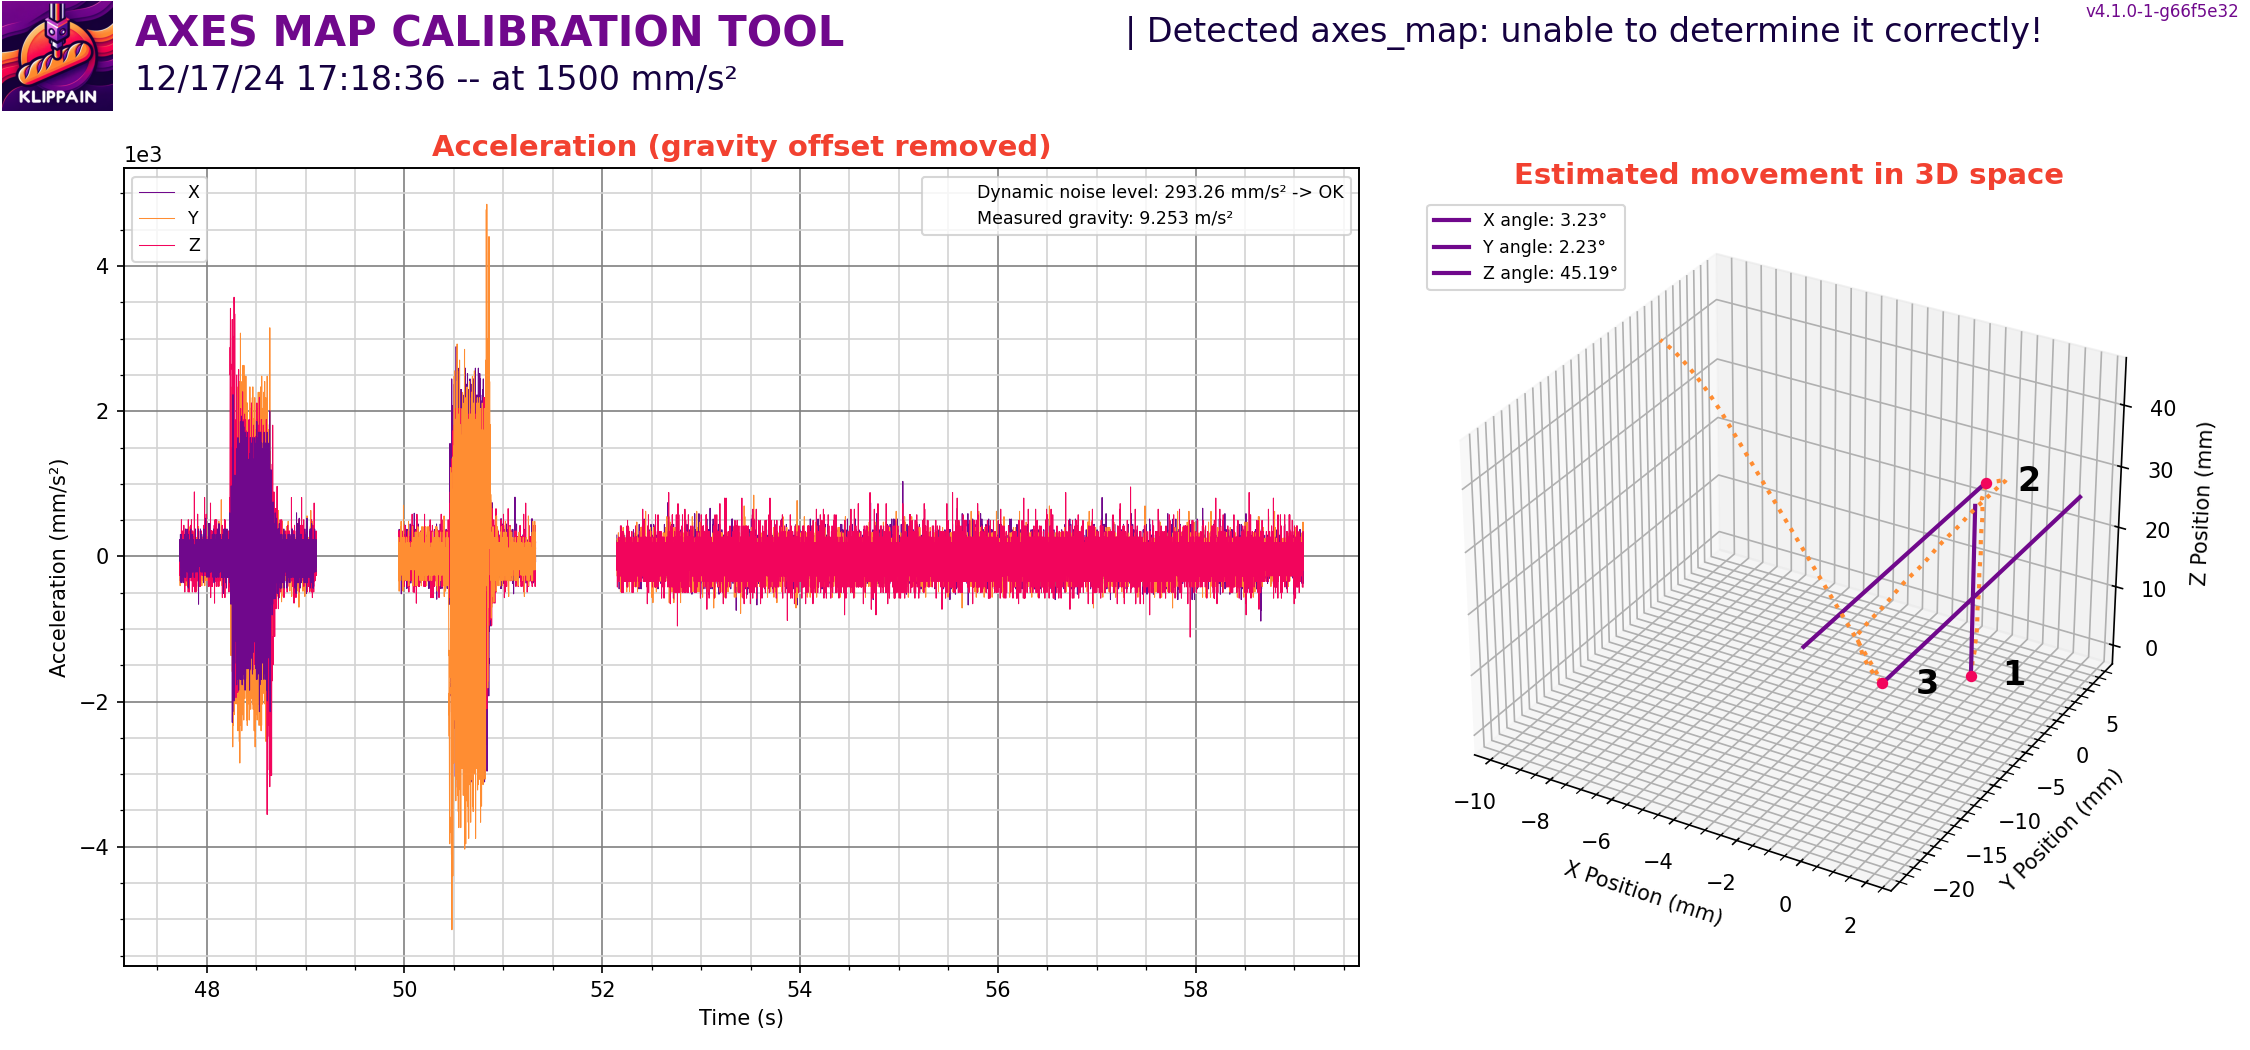 KLIPPAIN
AXES MAP CALIBRATION TOOL
12/17/24 17:18:36 -- at 1500 mm/s²
| Detected axes_map: unable to determine it correctly!
v4.1.0-1-g66f5e32
Acceleration (gravity offset removed)
1e3
X
Y
Z
Dynamic noise level: 293.26 mm/s² -> OK
Measured gravity: 9.253 m/s²
Acceleration (mm/s²)
4
2
0
−2
−4
48
50
52
54
56
58
Time (s)
Estimated movement in 3D space
X angle: 3.23°
Y angle: 2.23°
Z angle: 45.19°
2
3
1
40
30
20
10
0
Z Position (mm)
5
0
−5
−10
−15
−20
Y Position (mm)
−10
−8
−6
−4
−2
0
2
X Position (mm)